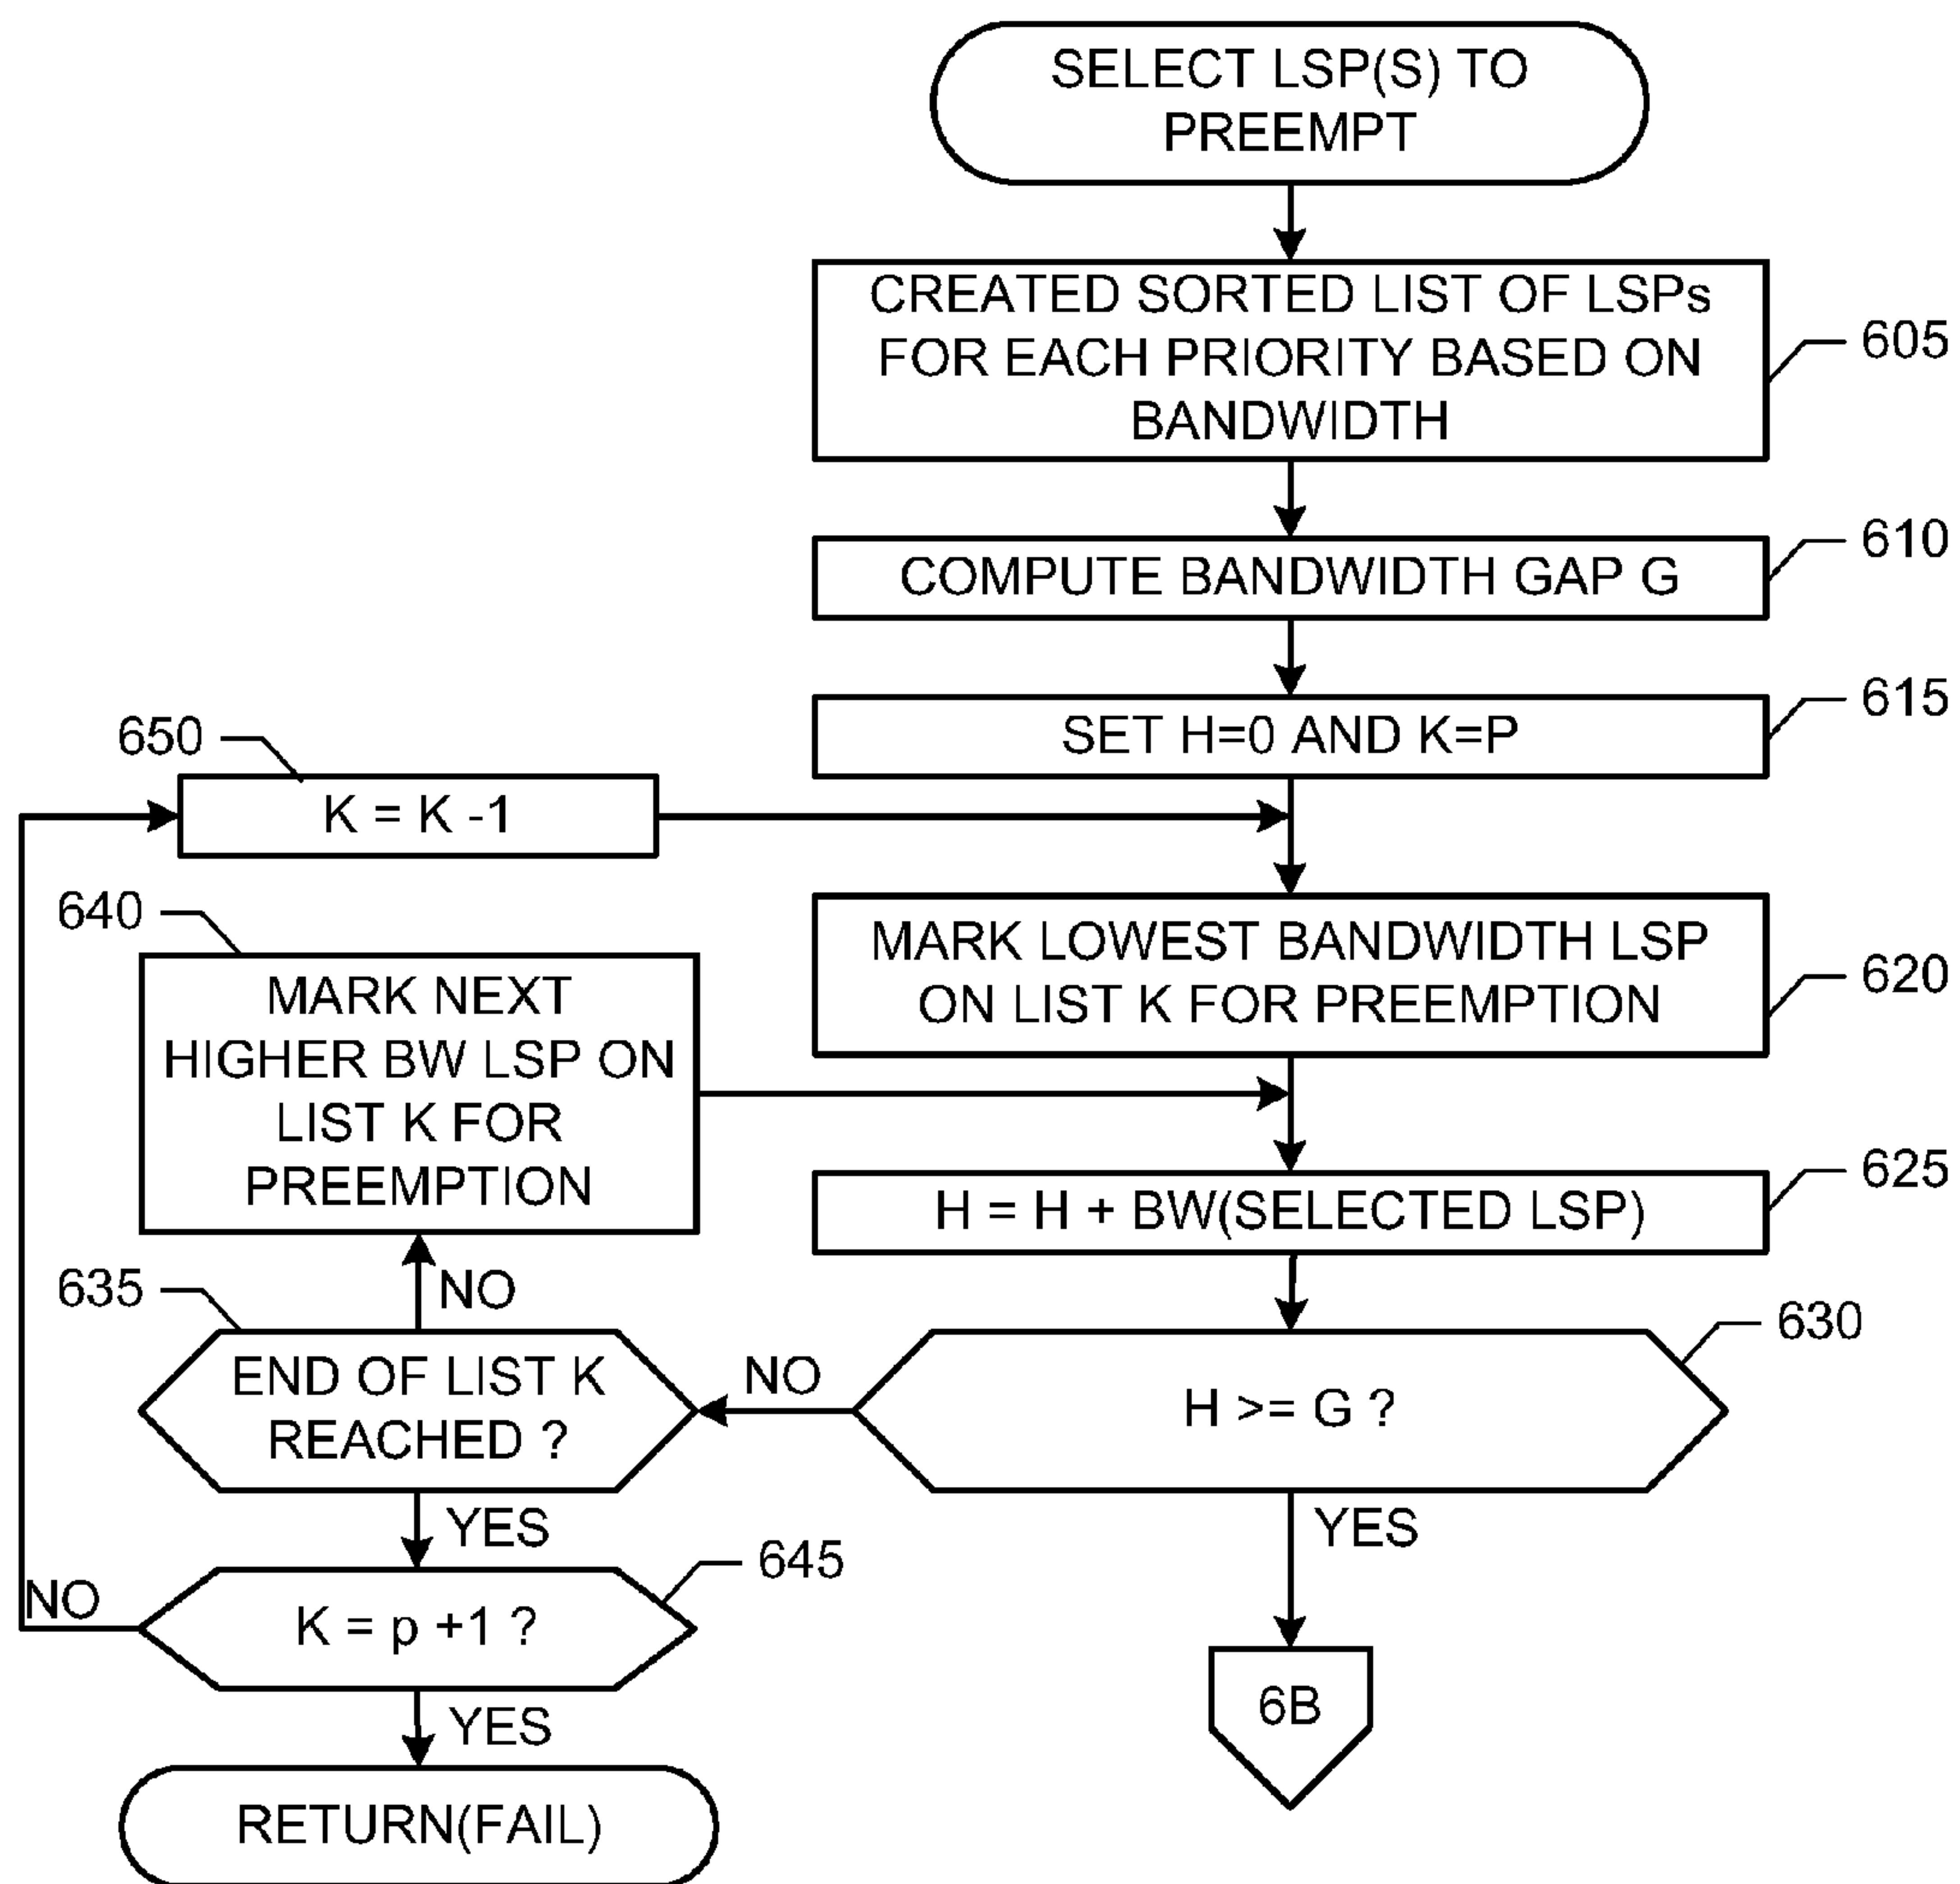 SELECT LSP(S) TO
PREEMPT
CREATED SORTED LIST OF LSPs
FOR EACH PRIORITY BASED ON
BANDWIDTH
605
COMPUTE BANDWIDTH GAP G
610
SET H=0 AND K=P
615
650
K = K -1
640
MARK NEXT
HIGHER BW LSP ON
LIST K FOR
PREEMPTION
MARK LOWEST BANDWIDTH LSP
ON LIST K FOR PREEMPTION
620
H = H + BW(SELECTED LSP)
625
635
NO
END OF LIST K
REACHED ?
NO
H >= G ?
630
YES
YES
645
NO
K = p +1 ?
YES
6B
RETURN(FAIL)